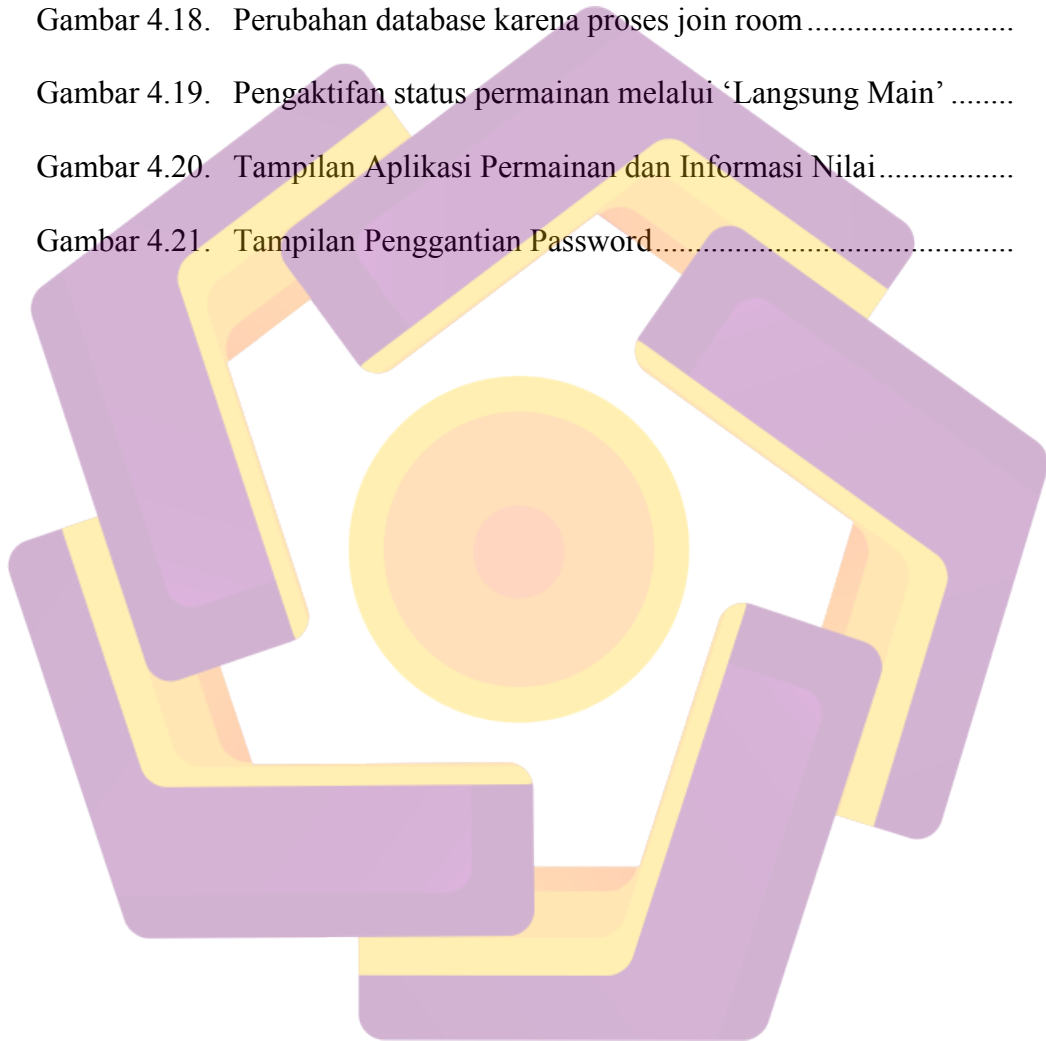 Gambar 4.18. Perubahan database karena proses join room..........................
Gambar 4.19. Pengaktifan status permainan melalui ‘Langsung Main’ ........
Gambar 4.20. Tampilan Aplikasi Permainan dan Informasi Nilai.................
Gambar 4.21. Tampilan Penggantian Password.............................................